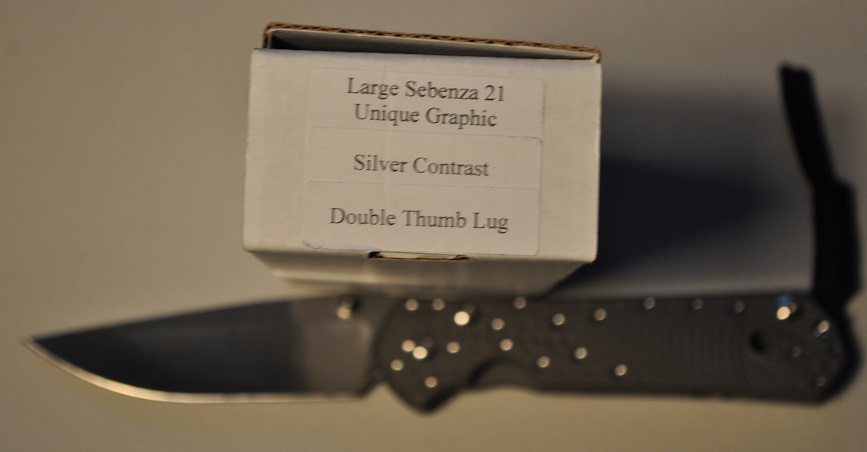 Large Sebenza 21
Unique Graphic
Silver Contrast
Double Thumb Lug